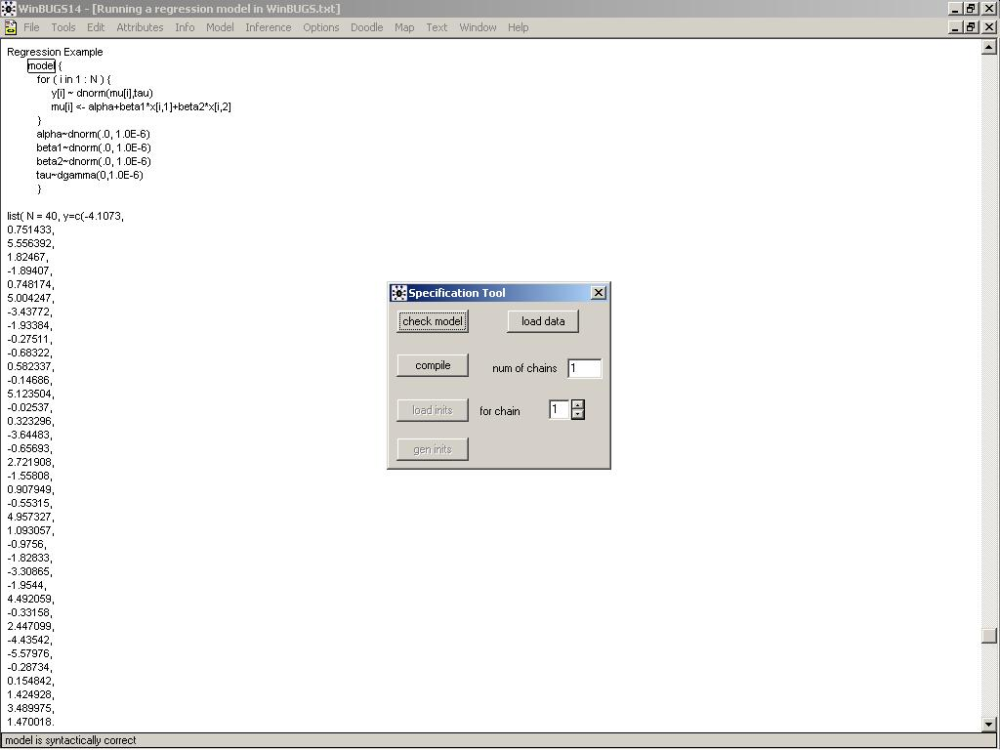 WinBUGS14 - [Running a regression model in WinBUGS.txt]
File Tools Edit Attributes Info Model Inference Options Doodle Map Text Window Help
Regression Example
model {
for ( i in 1 : N ) {
y[i] ~ dnorm(mu[i],tau)
mu[i] <- alpha+beta1*x[i,1]+beta2*x[i,2]
}
alpha~dnorm(.0, 1.0E-6)
beta1~dnorm(.0, 1.0E-6)
beta2~dnorm(.0, 1.0E-6)
tau~dgamma(0,1.0E-6)
}
list( N = 40, y=c(-4.1073,
0.751433,
5.556392,
1.82467,
-1.89407,
0.748174,
5.004247,
-3.43772,
-1.93384,
-0.27511,
-0.68322,
0.582337,
-0.14686,
5.123504,
-0.02537,
0.323296,
-3.64483,
-0.65693,
2.721908,
-1.55808,
0.907949,
-0.55315,
4.957327,
1.093057,
-0.9756,
-1.82833,
-3.30865,
-1.9544,
4.492059,
-0.33158,
2.447099,
-4.43542,
-5.57976,
-0.28734,
0.154842,
1.424928,
3.489975,
1.470018.
Specification Tool
check model load data
compile num of chains 1
load inits for chain 1
gen inits
model is syntactically correct